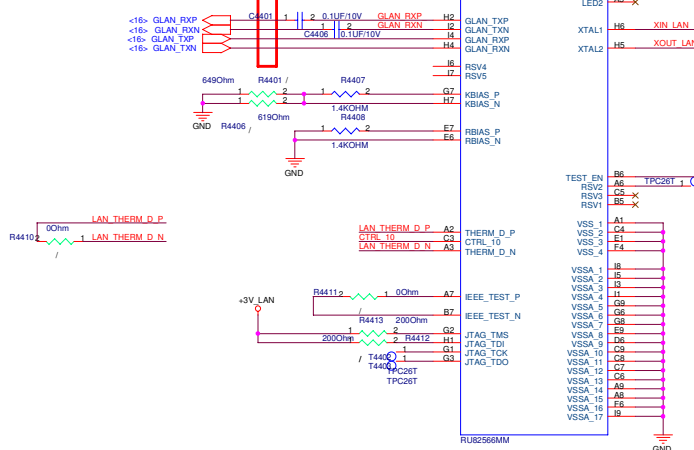 LED2
<16> GLAN_RXP C4401 1 2 0.1UF/10V GLAN_RXP H2 GLAN_TXP
<16> GLAN_RXN 1 2 GLAN_RXN I2 GLAN_TXN XTAL1 H6 XIN_LAN
<16> GLAN_TXP C4406 0.1UF/10V I4 GLAN_RXP
<16> GLAN_TXN H4 GLAN_RXN XTAL2 H5 XOUT_LAN
I6 RSV4
I7 RSV5
649Ohm R4401 / R4407
1 2 1 2 G7 KBIAS_P
1 2 H7 KBIAS_N
619Ohm 1.4KOHM
GND R4406 / R4408
1 2 E7 RBIAS_P
1.4KOHM E6 RBIAS_N
GND
TEST_EN B6
RSV2 A6 TPC26T 1
RSV3 C5
RSV1 B5
LAN_THERM_D_P
0Ohm
R4410 2 1 LAN_THERM_D_N
/
LAN_THERM_D_P A2 THERM_D_P
CTRL_10 C3 CTRL_10
LAN_THERM_D_N A3 THERM_D_N
VSS_1 A1
VSS_2 C4
VSS_3 E1
VSS_4 F4
VSSA_1 I8
VSSA_2 I5
VSSA_3 I3
VSSA_4 I1
VSSA_5 G9
VSSA_6 G6
VSSA_7 G8
VSSA_8 E9
VSSA_9 D6
VSSA_10 C9
VSSA_11 C8
VSSA_12 C7
VSSA_13 C6
VSSA_14 A9
VSSA_15 A8
VSSA_16 F6
VSSA_17 I9
GND
+3V_LAN
R4411 2 1 0Ohm A7 IEEE_TEST_P
/
B7 IEEE_TEST_N
R4413 200Ohm
1 2 G2 JTAG_TMS
200Ohm 1 2 R4412 H1 JTAG_TDI
1 G1 JTAG_TCK
/ T4402 1 G3 JTAG_TDO
TPC26T
TPC26T
RU82566MM